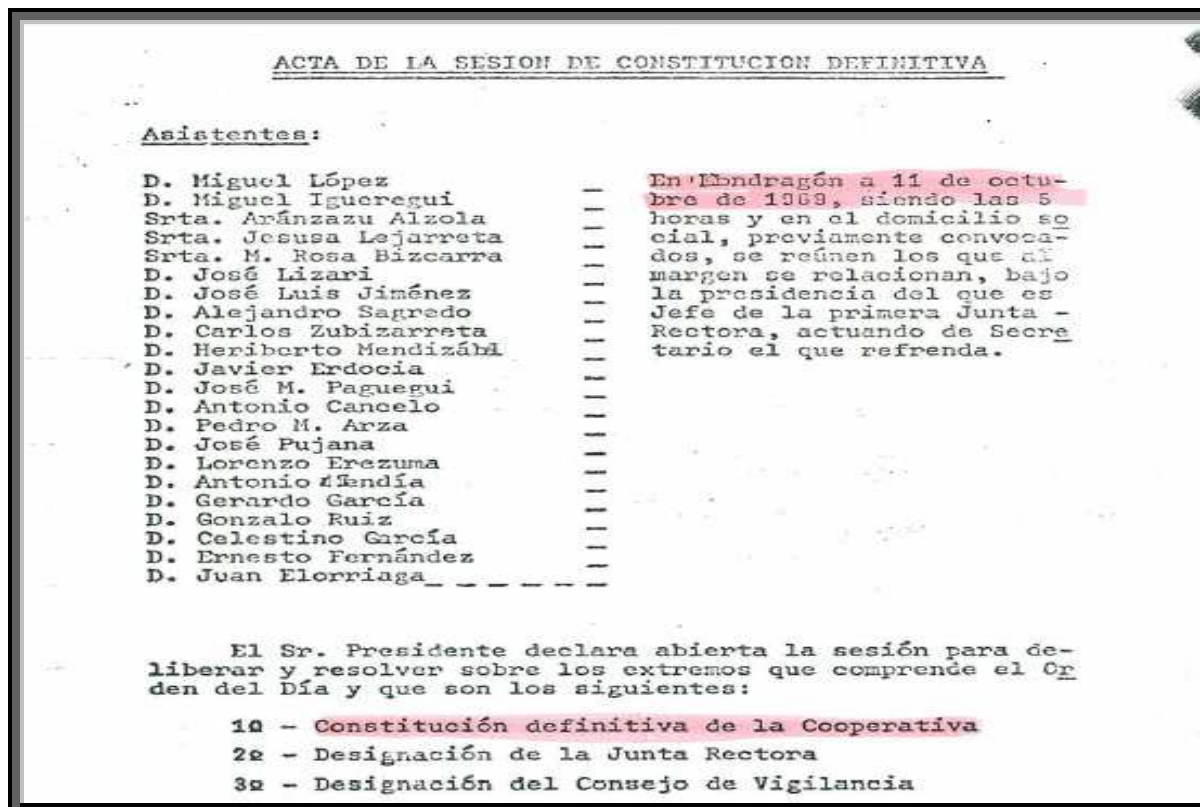 ACTA DE LA SESION DE CONSTITUCION DEFINITIVA
Asistentes:
D. Miguel López
D. Miguel Igueregui
Srta. Aránzazu Alzola
Srta. Jesusa Lejarreta
Srta. M. Rosa Bizcarra
D. José Lizari
D. José Luis Jiménez
D. Alejandro Sagredo
D. Carlos Zubizarreta
D. Heriberto Mendizábal
D. Javier Erdocia
D. José M. Paguegui
D. Antonio Cancelo
D. Pedro M. Arza
D. José Pujana
D. Lorenzo Erezuma
D. Antonio
D. Gerardo García
D. Gonzalo Ruiz
D. Celestino García
D. Ernesto Fernández
D. Juan Elorriaga
En Mondragón a 11 de octu-
bre de 1969, siendo las 5
horas y en el domicilio so
cial, previamente convoca-
dos, se reúnen los que al
margen se relacionan, bajo
la presidencia del que es
Jefe de la primera Junta -
Rectora, actuando de Secre
tario el que refrenda.
El Sr. Presidente declara abierta la sesión para de-
liberar y resolver sobre los extremos que comprende el Or
den del Día y que son los siguientes:
1º - Constitución definitiva de la Cooperativa
2º - Designación de la Junta Rectora
3º - Designación del Consejo de Vigilancia